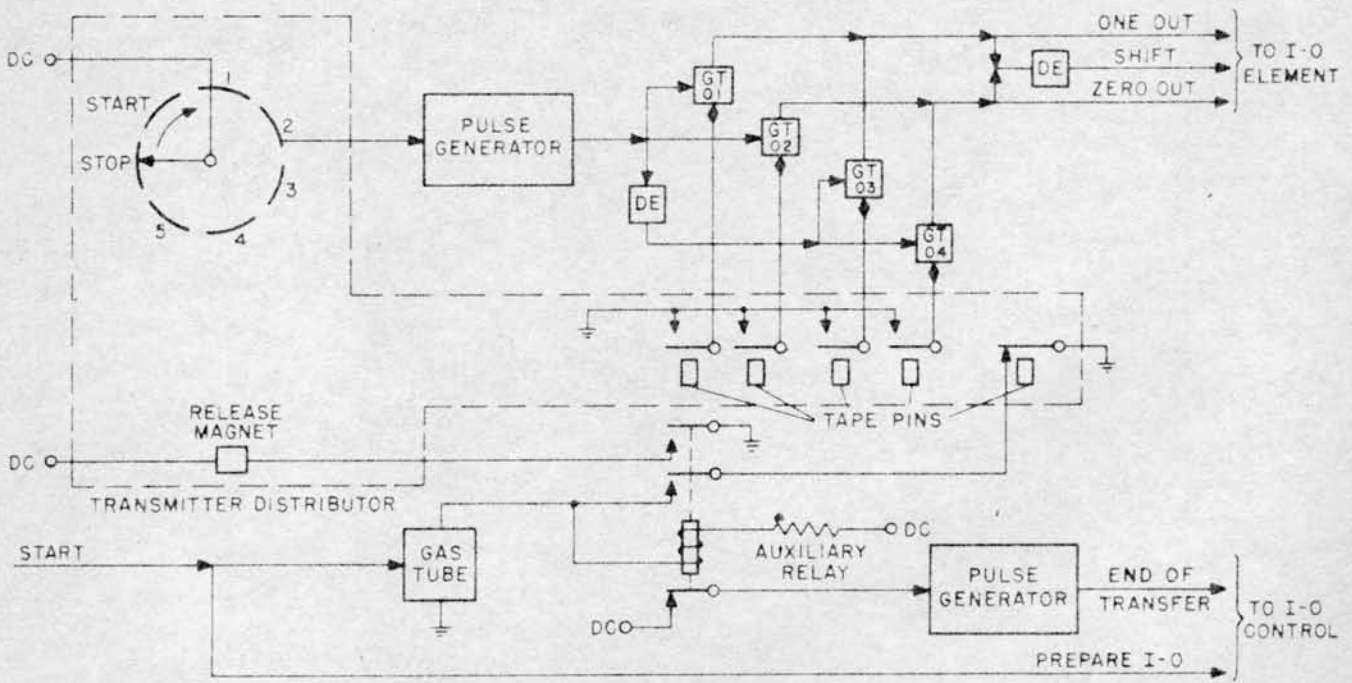 DC
START
STOP
1
2
3
4
5
PULSE
GENERATOR
DE
GT
01
GT
02
GT
03
GT
04
DE
ONE OUT
SHIFT
ZERO OUT
TO I-O
ELEMENT
TAPE PINS
RELEASE
MAGNET
DC
TRANSMITTER DISTRIBUTOR
START
GAS
TUBE
DC
AUXILIARY
RELAY
DC
PULSE
GENERATOR
END OF
TRANSFER
TO I-O
CONTROL
PREPARE I-O